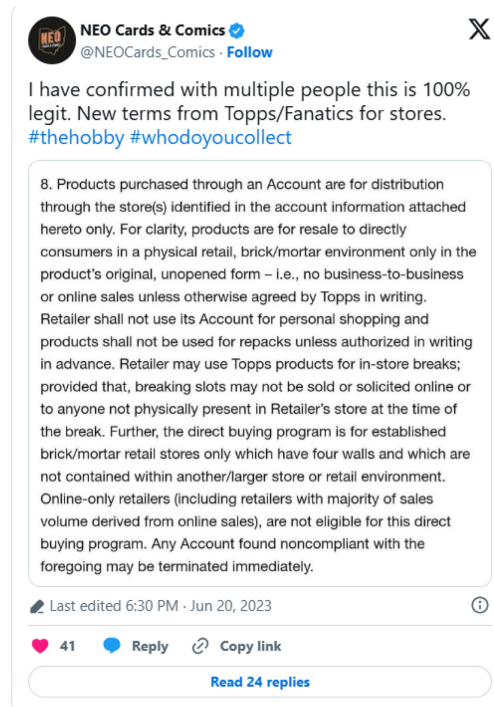 NEO
NEO Cards & Comics
@NEOCards_Comics · Follow
I have confirmed with multiple people this is 100%
legit. New terms from Topps/Fanatics for stores.
#thehobby #whodoyoucollect
8. Products purchased through an Account are for distribution
through the store(s) identified in the account information attached
hereto only. For clarity, products are for resale to directly
consumers in a physical retail, brick/mortar environment only in the
product's original, unopened form – i.e., no business-to-business
or online sales unless otherwise agreed by Topps in writing.
Retailer shall not use its Account for personal shopping and
products shall not be used for repacks unless authorized in writing
in advance. Retailer may use Topps products for in-store breaks;
provided that, breaking slots may not be sold or solicited online or
to anyone not physically present in Retailer's store at the time of
the break. Further, the direct buying program is for established
brick/mortar retail stores only which have four walls and which are
not contained within another/larger store or retail environment.
Online-only retailers (including retailers with majority of sales
volume derived from online sales), are not eligible for this direct
buying program. Any Account found noncompliant with the
foregoing may be terminated immediately.
Last edited 6:30 PM · Jun 20, 2023
41 Reply Copy link
Read 24 replies